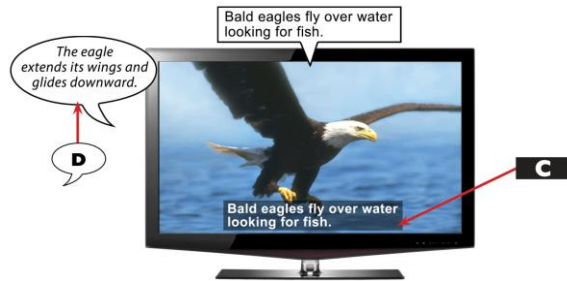 Bald eagles fly over water
looking for fish.
The eagle
extends its wings and
glides downward.
D
C
Bald eagles fly over water
looking for fish.